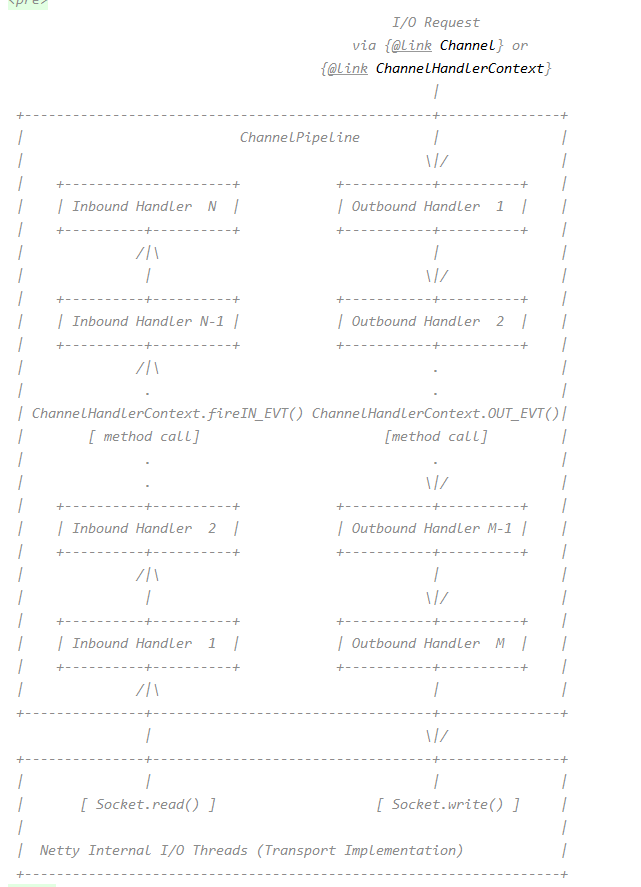 <pre>
                                               I/O Request
                                          via {@link Channel} or
                                      {@link ChannelHandlerContext}
                                                    |
+---------------------------------------------------+---------------+
|                           ChannelPipeline         |               |
|                                                  \|/              |
|    +---------------------+            +-----------+----------+    |
|    | Inbound Handler  N  |            | Outbound Handler  1  |    |
|    +----------+----------+            +-----------+----------+    |
|              /|\                                  |               |
|               |                                  \|/              |
|    +----------+----------+            +-----------+----------+    |
|    | Inbound Handler N-1 |            | Outbound Handler  2  |    |
|    +----------+----------+            +-----------+----------+    |
|              /|\                                  .               |
|               .                                   .               |
| ChannelHandlerContext.fireIN_EVT() ChannelHandlerContext.OUT_EVT()|
|        [ method call]                       [method call]         |
|               .                                   .               |
|               .                                  \|/              |
|    +----------+----------+            +-----------+----------+    |
|    | Inbound Handler  2  |            | Outbound Handler M-1 |    |
|    +----------+----------+            +-----------+----------+    |
|              /|\                                  |               |
|               |                                  \|/              |
|    +----------+----------+            +-----------+----------+    |
|    | Inbound Handler  1  |            | Outbound Handler  M  |    |
|    +----------+----------+            +-----------+----------+    |
|              /|\                                  |               |
+---------------+-----------------------------------+---------------+
                |                                  \|/
+---------------+-----------------------------------+---------------+
|               |                                   |               |
|       [ Socket.read() ]                    [ Socket.write() ]     |
|                                                                   |
|  Netty Internal I/O Threads (Transport Implementation)            |
+-------------------------------------------------------------------+